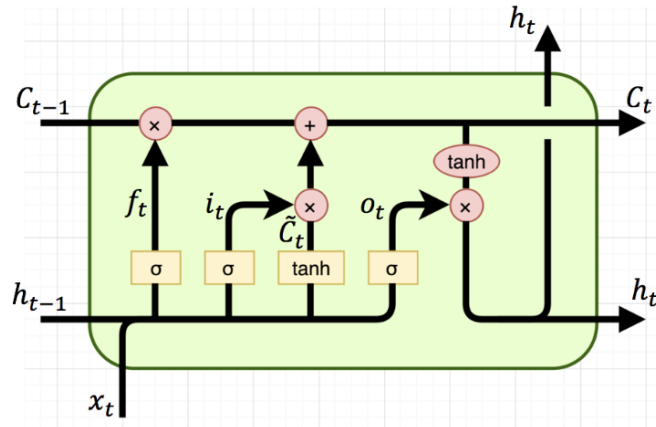 h_t
C_{t-1}
C_t
×
+
tanh
f_t
i_t
×
o_t
×
C̃_t
σ
σ
tanh
σ
h_{t-1}
h_t
x_t